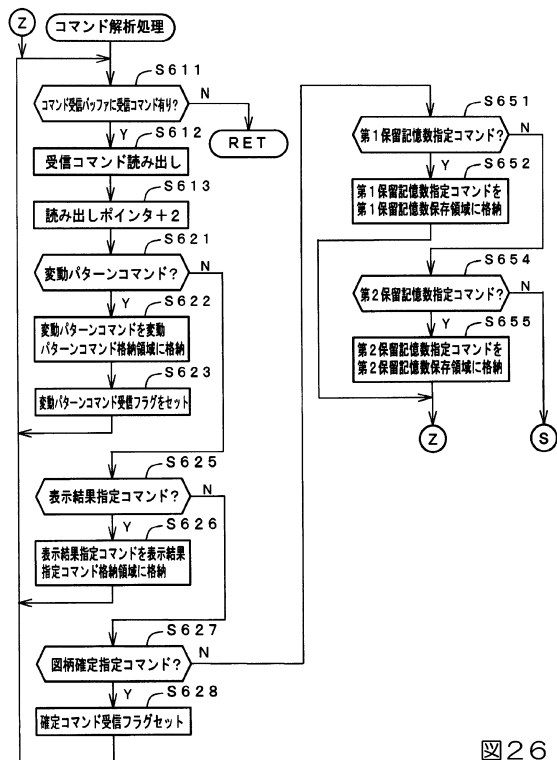 Z
コマンド解析処理
S611
コマンド受信バッファに受信コマンド有り?
N
RET
Y
S612
受信コマンド読み出し
S613
読み出しポインタ+2
S621
変動パターンコマンド?
N
Y
S622
変動パターンコマンドを変動
パターンコマンド格納領域に格納
S623
変動パターンコマンド受信フラグをセット
S625
表示結果指定コマンド?
N
Y
S626
表示結果指定コマンドを表示結果
指定コマンド格納領域に格納
S627
図柄確定指定コマンド?
N
Y
S628
確定コマンド受信フラグセット
S651
第1保留記憶数指定コマンド?
N
Y
S652
第1保留記憶数指定コマンドを
第1保留記憶数保存領域に格納
S654
第2保留記憶数指定コマンド?
N
Y
S655
第2保留記憶数指定コマンドを
第2保留記憶数保存領域に格納
Z
S
図26